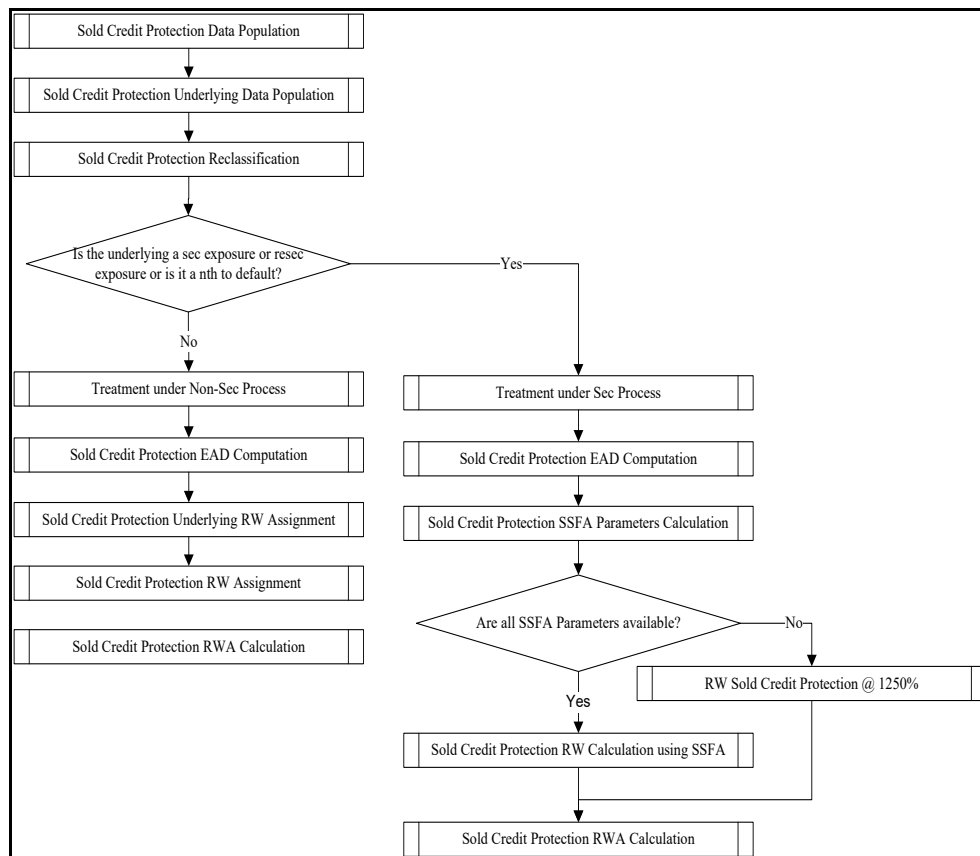 Sold Credit Protection Data Population
Sold Credit Protection Underlying Data Population
Sold Credit Protection Reclassification
Is the underlying a sec exposure or resec
exposure or is it a nth to default?
Yes
No
Treatment under Non-Sec Process
Sold Credit Protection EAD Computation
Sold Credit Protection Underlying RW Assignment
Sold Credit Protection RW Assignment
Sold Credit Protection RWA Calculation
Treatment under Sec Process
Sold Credit Protection EAD Computation
Sold Credit Protection SSFA Parameters Calculation
Are all SSFA Parameters available?
No
RW Sold Credit Protection @ 1250%
Yes
Sold Credit Protection RW Calculation using SSFA
Sold Credit Protection RWA Calculation